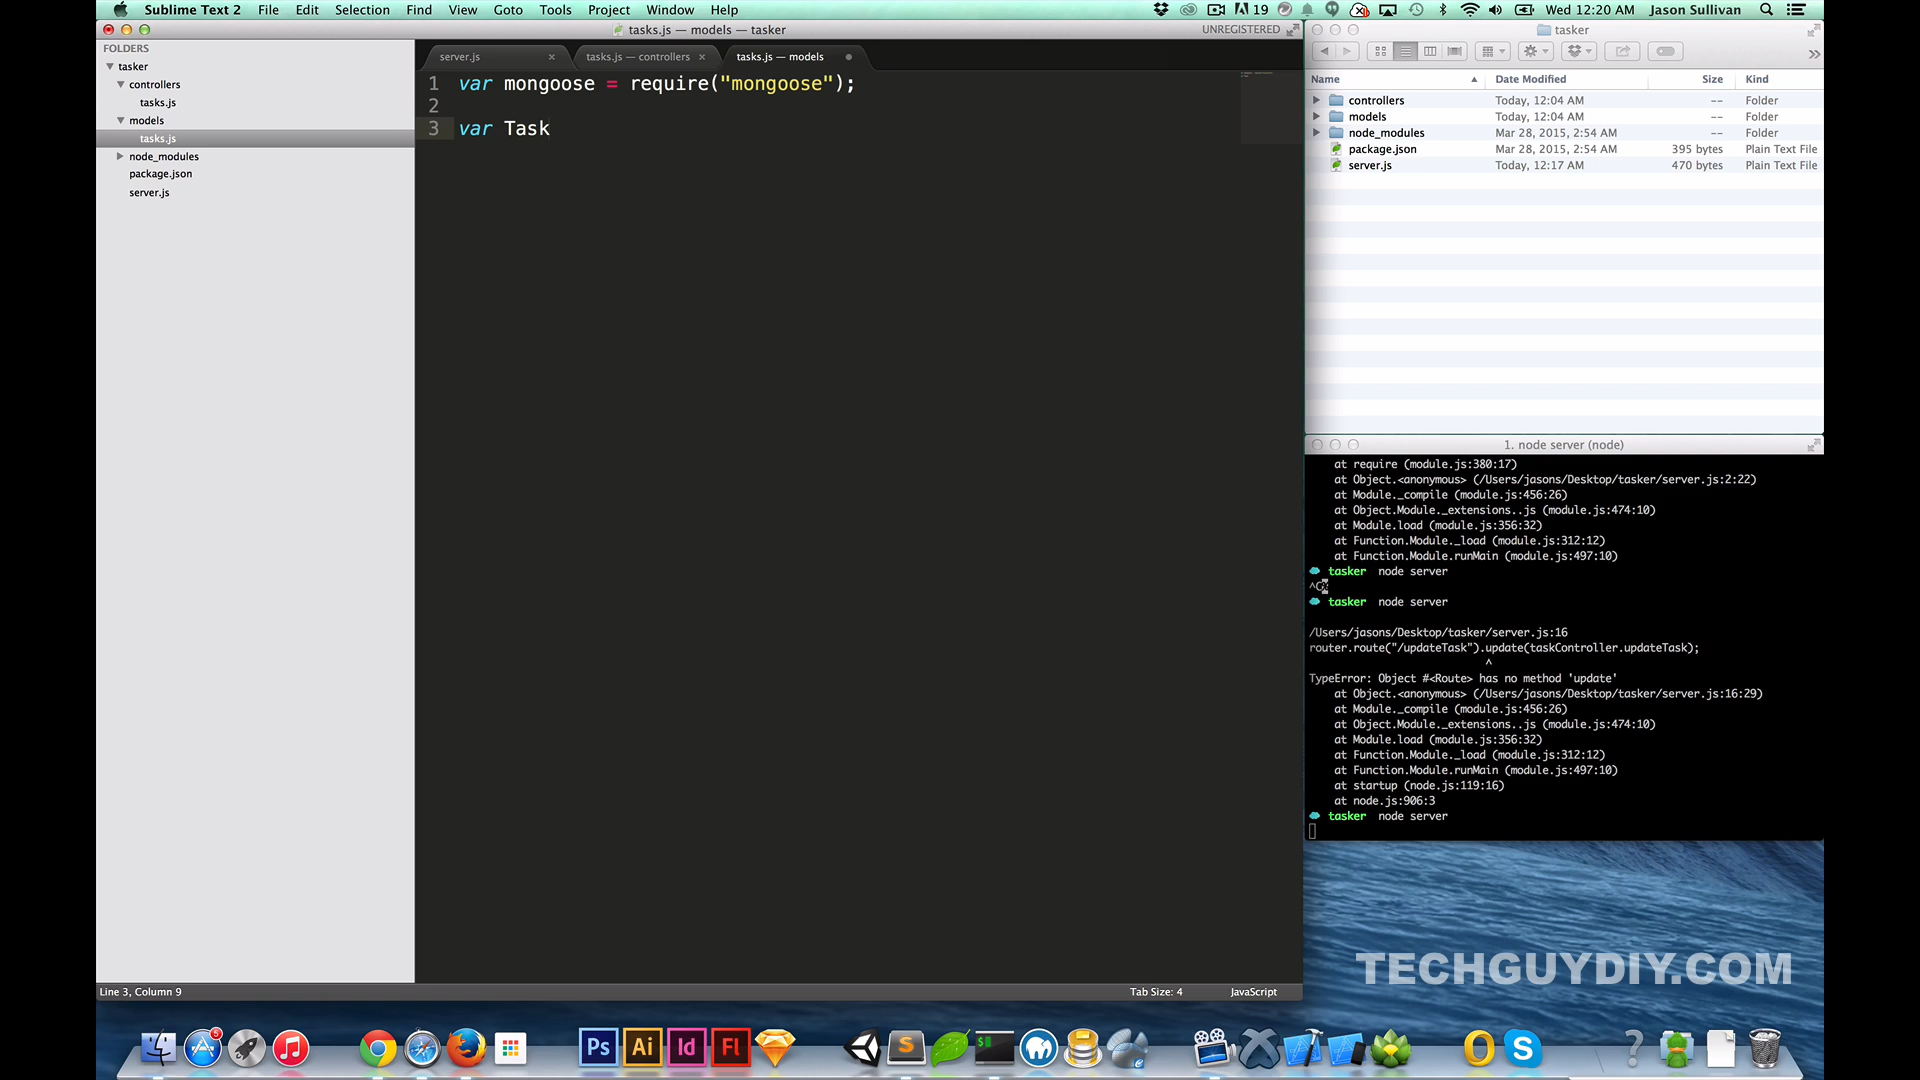 Sublime Text 2 File Edit Selection Find View Goto Tools Project Window Help
19 Wed 12:20 AM Jason Sullivan
tasks.js — models — tasker
UNREGISTERED
FOLDERS
tasker
controllers
tasks.js
models
tasks.js
node_modules
package.json
server.js
server.js ×
tasks.js — controllers ×
tasks.js — models
1 var mongoose = require("mongoose");
2
3 var Task
Line 3, Column 9
Tab Size: 4
JavaScript
tasker
Name Date Modified Size Kind
controllers Today, 12:04 AM -- Folder
models Today, 12:04 AM -- Folder
node_modules Mar 28, 2015, 2:54 AM -- Folder
package.json Mar 28, 2015, 2:54 AM 395 bytes Plain Text File
server.js Today, 12:17 AM 470 bytes Plain Text File
1. node server (node)
at require (module.js:380:17)
at Object.<anonymous> (/Users/jasons/Desktop/tasker/server.js:2:22)
at Module._compile (module.js:456:26)
at Object.Module._extensions..js (module.js:474:10)
at Module.load (module.js:356:32)
at Function.Module._load (module.js:312:12)
at Function.Module.runMain (module.js:497:10)
tasker node server
^C
tasker node server
/Users/jasons/Desktop/tasker/server.js:16
router.route("/updateTask").update(taskController.updateTask);
^
TypeError: Object #<Route> has no method 'update'
at Object.<anonymous> (/Users/jasons/Desktop/tasker/server.js:16:29)
at Module._compile (module.js:456:26)
at Object.Module._extensions..js (module.js:474:10)
at Module.load (module.js:356:32)
at Function.Module._load (module.js:312:12)
at Function.Module.runMain (module.js:497:10)
at startup (node.js:119:16)
at node.js:906:3
tasker node server
TECHGUYDIY.COM
Ps Ai Id Fl S $ O S ?